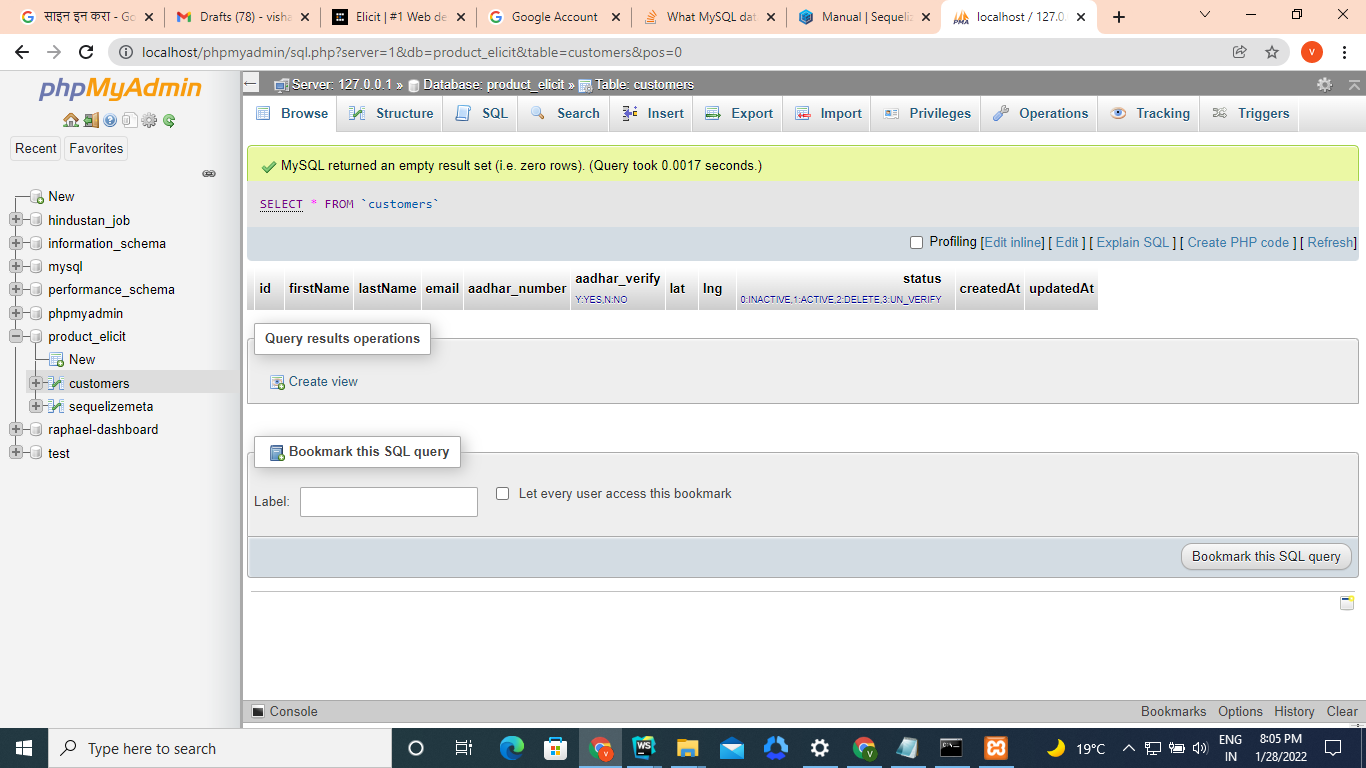 साइन इन करा - Go
Drafts (78) - visha
Elicit | #1 Web de
Google Account
What MySQL dat
Manual | Sequeliz
PMA
localhost / 127.0.
localhost/phpmyadmin/sql.php?server=1&db=product_elicit&table=customers&pos=0
V
phpMyAdmin
Recent
Favorites
New
hindustan_job
information_schema
mysql
performance_schema
phpmyadmin
product_elicit
New
customers
sequelizemeta
raphael-dashboard
test
Server: 127.0.0.1 » Database: product_elicit » Table: customers
Browse Structure SQL Search Insert Export Import Privileges Operations Tracking Triggers
MySQL returned an empty result set (i.e. zero rows). (Query took 0.0017 seconds.)
SELECT * FROM `customers`
Profiling [Edit inline] [ Edit ] [ Explain SQL ] [ Create PHP code ] [ Refresh]
id firstName lastName email aadhar_number aadhar_verify lat lng status createdAt updatedAt
Y:YES,N:NO 0:INACTIVE,1:ACTIVE,2:DELETE,3:UN_VERIFY
Query results operations
Create view
Bookmark this SQL query
Label:
Let every user access this bookmark
Bookmark this SQL query
Console
Bookmarks Options History Clear
Type here to search
WS
V
V
19°C
ENG
IN
8:05 PM
1/28/2022